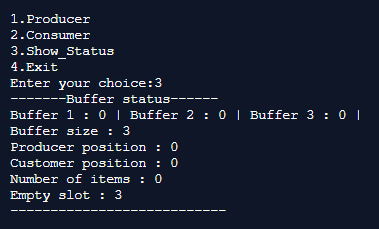 1.Producer
2.Consumer
3.Show_Status
4.Exit
Enter your choice:3
-------Buffer status------
Buffer 1 : 0 | Buffer 2 : 0 | Buffer 3 : 0 |
Buffer size : 3
Producer position : 0
Customer position : 0
Number of items : 0
Empty slot : 3
---------------------------